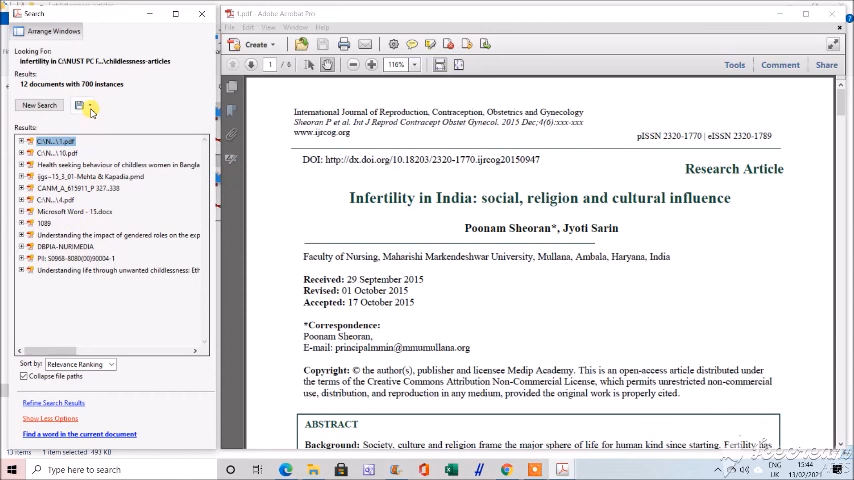 Search
Arrange Windows
Looking For:
infertility in C:\NUST PC F...\childlessness-articles
Results:
12 documents with 700 instances
New Search
Results:
C:\N...\1.pdf
C:\N...\10.pdf
Health seeking behaviour of childless women in Bangla
ijgs-15_3_01-Mehta & Kapadia.pmd
CANM_A_615911_P 327..338
C:\N...\4.pdf
Microsoft Word - 15.docx
1089
Understanding the impact of gendered roles on the exp
DBPIA-NURIMEDIA
PII: S0968-8080(00)90004-1
Understanding life through unwanted childlessness: Eth
Sort by:
Relevance Ranking
Collapse file paths
Refine Search Results
Show Less Options
Find a word in the current document
1.pdf - Adobe Acrobat Pro
File Edit View Window Help
Create
1 / 6
116%
Tools Comment Share
International Journal of Reproduction, Contraception, Obstetrics and Gynecology
Sheoran P et al. Int J Reprod Contracept Obstet Gynecol. 2015 Dec;4(6):xxx-xxx
www.ijrcog.org
pISSN 2320-1770 | eISSN 2320-1789
DOI: http://dx.doi.org/10.18203/2320-1770.ijrcog20150947
Research Article
Infertility in India: social, religion and cultural influence
Poonam Sheoran*, Jyoti Sarin
Faculty of Nursing, Maharishi Markendeshwar University, Mullana, Ambala, Haryana, India
Received: 29 September 2015
Revised: 01 October 2015
Accepted: 17 October 2015
*Correspondence:
Poonam Sheoran,
E-mail: principalmmin@mmumullana.org
Copyright: © the author(s), publisher and licensee Medip Academy. This is an open-access article distributed under
the terms of the Creative Commons Attribution Non-Commercial License, which permits unrestricted non-commercial
use, distribution, and reproduction in any medium, provided the original work is properly cited.
ABSTRACT
Background: Society, culture and religion frame the major sphere of life for human kind since starting. Fertility has
13 items 1 item selected 493 KB
Type here to search
ENG
UK
15:44
13/02/2021